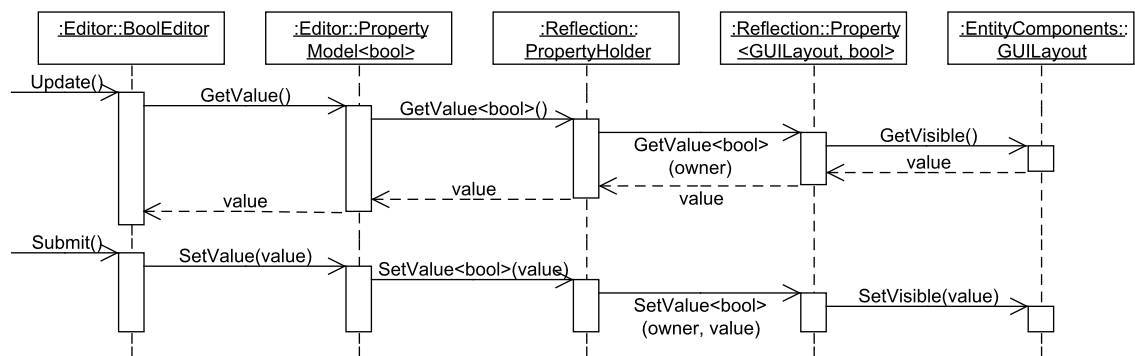 :Editor::BoolEditor
:Editor::Property
Model<bool>
:Reflection::
PropertyHolder
:Reflection::Property
<GUILayout, bool>
:EntityComponents::
GUILayout
Update()
GetValue()
GetValue<bool>()
GetValue<bool>
(owner)
GetVisible()
value
value
value
value
Submit()
SetValue(value)
SetValue<bool>(value)
SetValue<bool>
(owner, value)
SetVisible(value)